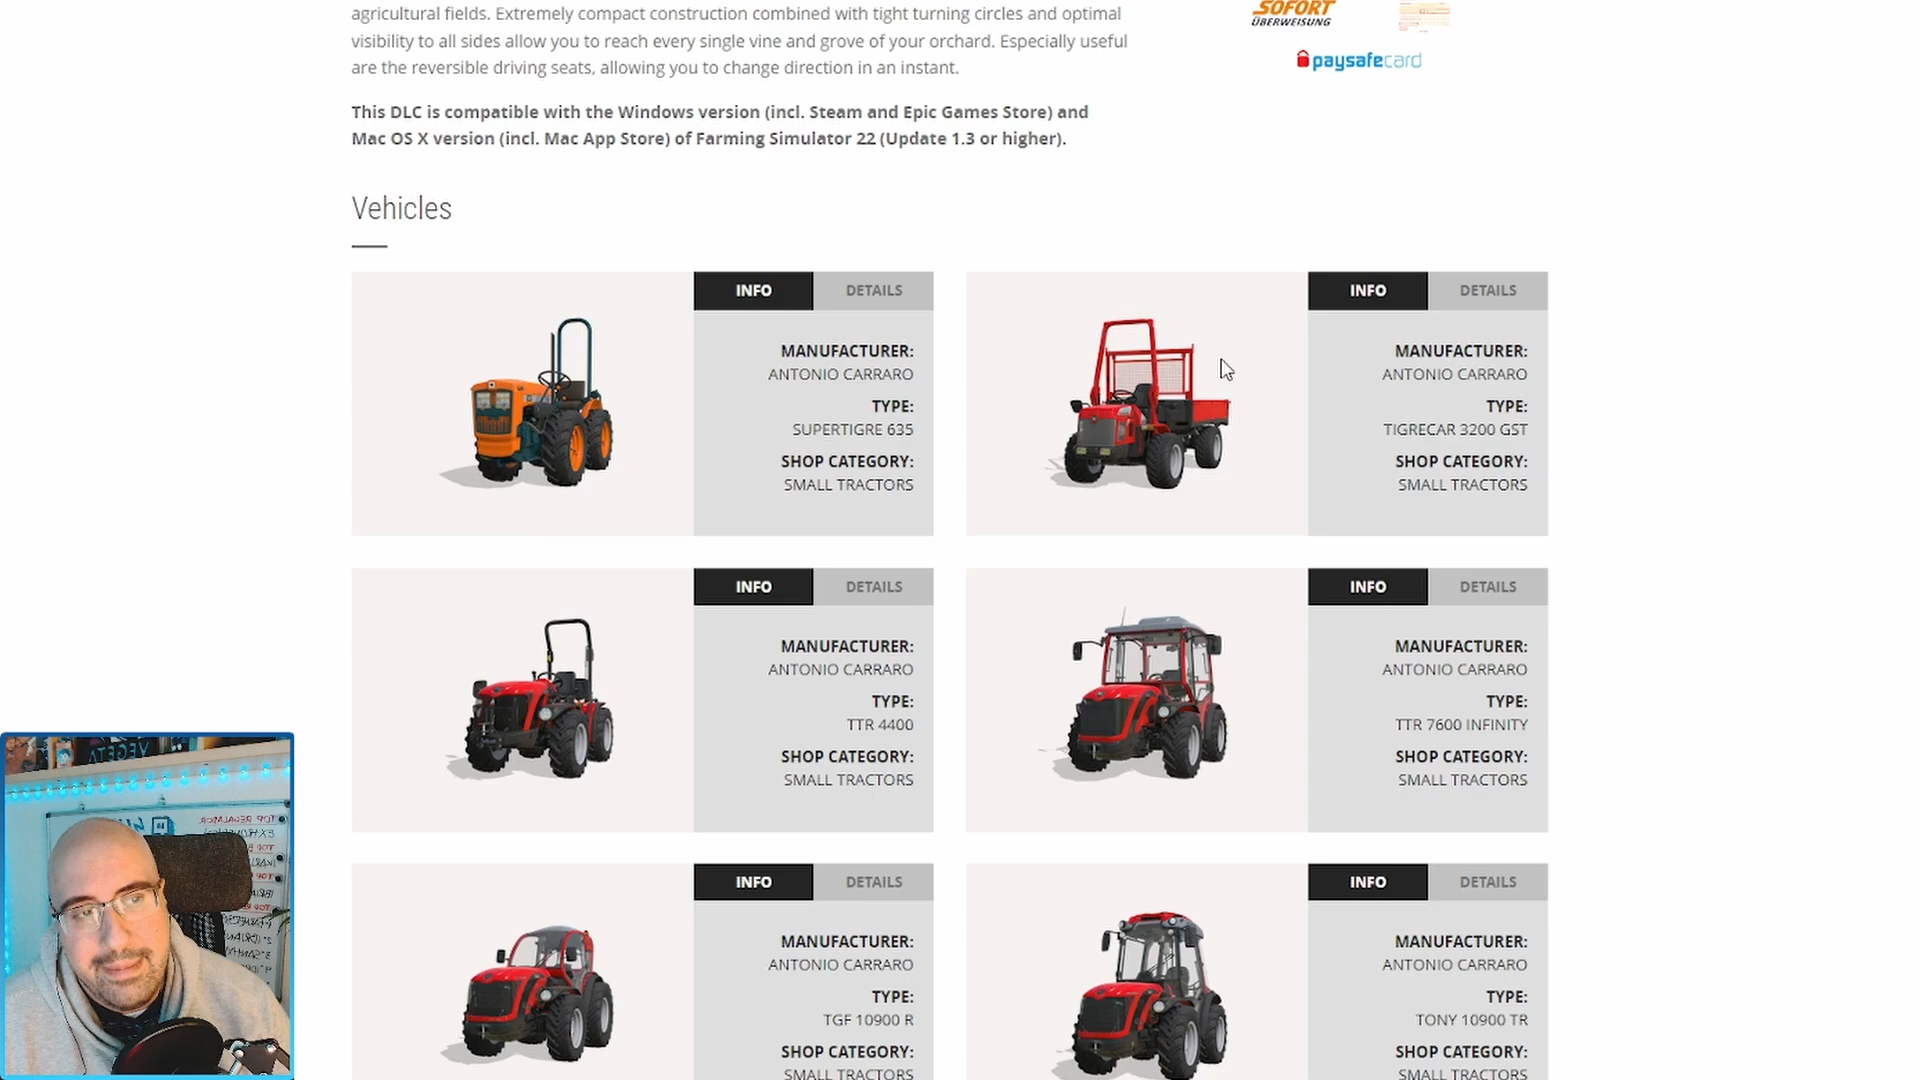 agricultural fields. Extremely compact construction combined with tight turning circles and optimal
visibility to all sides allow you to reach every single vine and grove of your orchard. Especially useful
are the reversible driving seats, allowing you to change direction in an instant.
SOFORT
ÜBERWEISUNG
paysafecard
This DLC is compatible with the Windows version (incl. Steam and Epic Games Store) and
Mac OS X version (incl. Mac App Store) of Farming Simulator 22 (Update 1.3 or higher).
Vehicles
INFO
DETAILS
MANUFACTURER:
ANTONIO CARRARO
TYPE:
SUPERTIGRE 635
SHOP CATEGORY:
SMALL TRACTORS
INFO
DETAILS
MANUFACTURER:
ANTONIO CARRARO
TYPE:
TIGRECAR 3200 GST
SHOP CATEGORY:
SMALL TRACTORS
INFO
DETAILS
MANUFACTURER:
ANTONIO CARRARO
TYPE:
TTR 4400
SHOP CATEGORY:
SMALL TRACTORS
INFO
DETAILS
MANUFACTURER:
ANTONIO CARRARO
TYPE:
TTR 7600 INFINITY
SHOP CATEGORY:
SMALL TRACTORS
INFO
DETAILS
MANUFACTURER:
ANTONIO CARRARO
TYPE:
TGF 10900 R
SHOP CATEGORY:
SMALL TRACTORS
INFO
DETAILS
MANUFACTURER:
ANTONIO CARRARO
TYPE:
TONY 10900 TR
SHOP CATEGORY:
SMALL TRACTORS
VEGETA
TOP REGALADOR